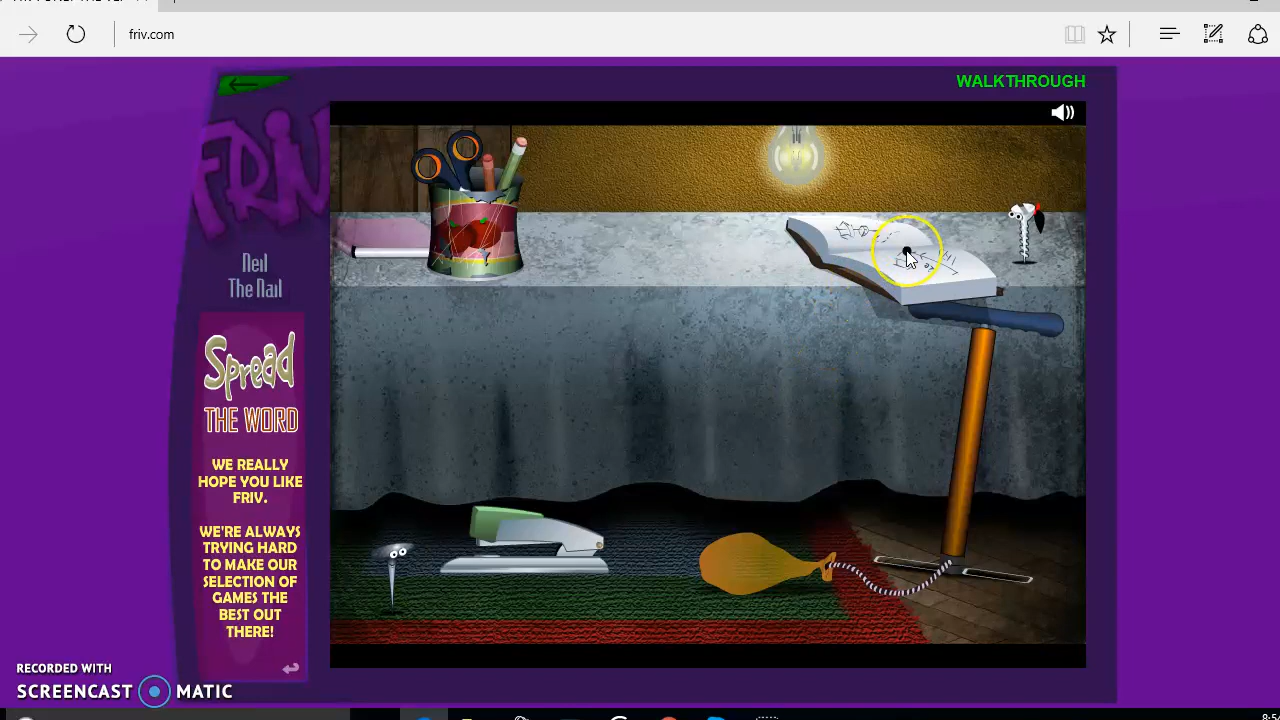 friv.com
WALKTHROUGH
FRIV
Neil
The Nail
Spread
THE WORD
WE REALLY
HOPE YOU LIKE
FRIV.
WE'RE ALWAYS
TRYING HARD
TO MAKE OUR
SELECTION OF
GAMES THE
BEST OUT
THERE!
RECORDED WITH
SCREENCAST MATIC